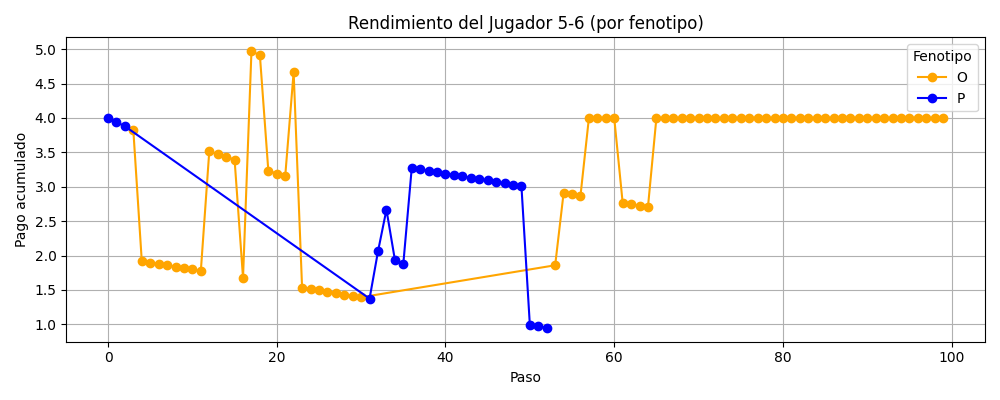 Rendimiento del Jugador 5-6 (por fenotipo)
Pago acumulado
5.0
4.5
4.0
3.5
3.0
2.5
2.0
1.5
1.0
Fenotipo
O
P
0 20 40 60 80 100
Paso